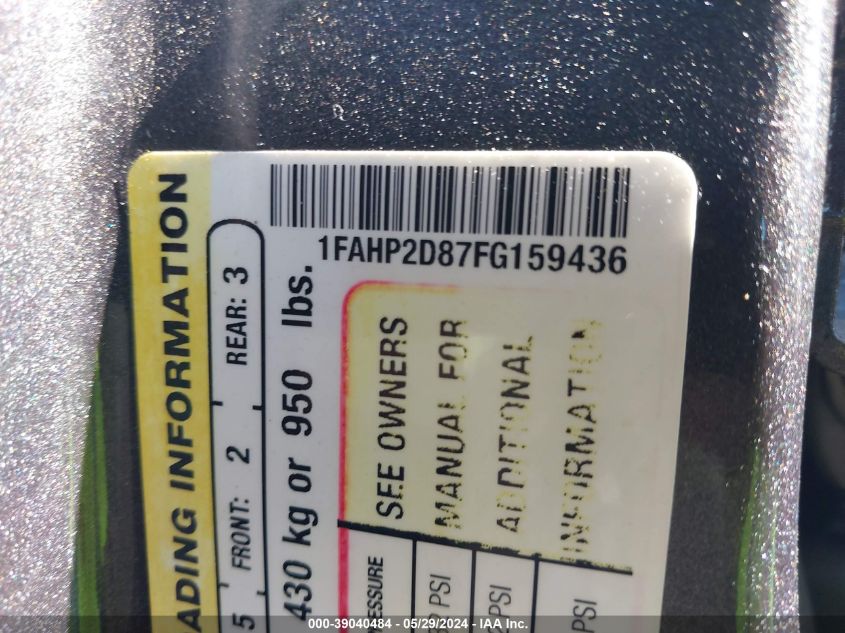 1FAHP2D87FG159436
ADING INFORMATION
5 FRONT: 2 REAR: 3
430 kg or 950 lbs.
SEE OWNERS
MANUAL FOR
ADDITIONAL
INFORMATION
PSI
PSI
PSI
000-39040484 - 05/29/2024 - IAA Inc.